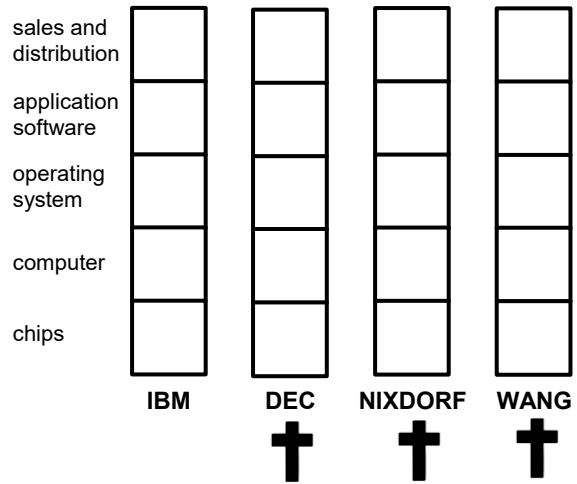 sales and
distribution
application
software
operating
system
computer
chips
IBM DEC NIXDORF WANG